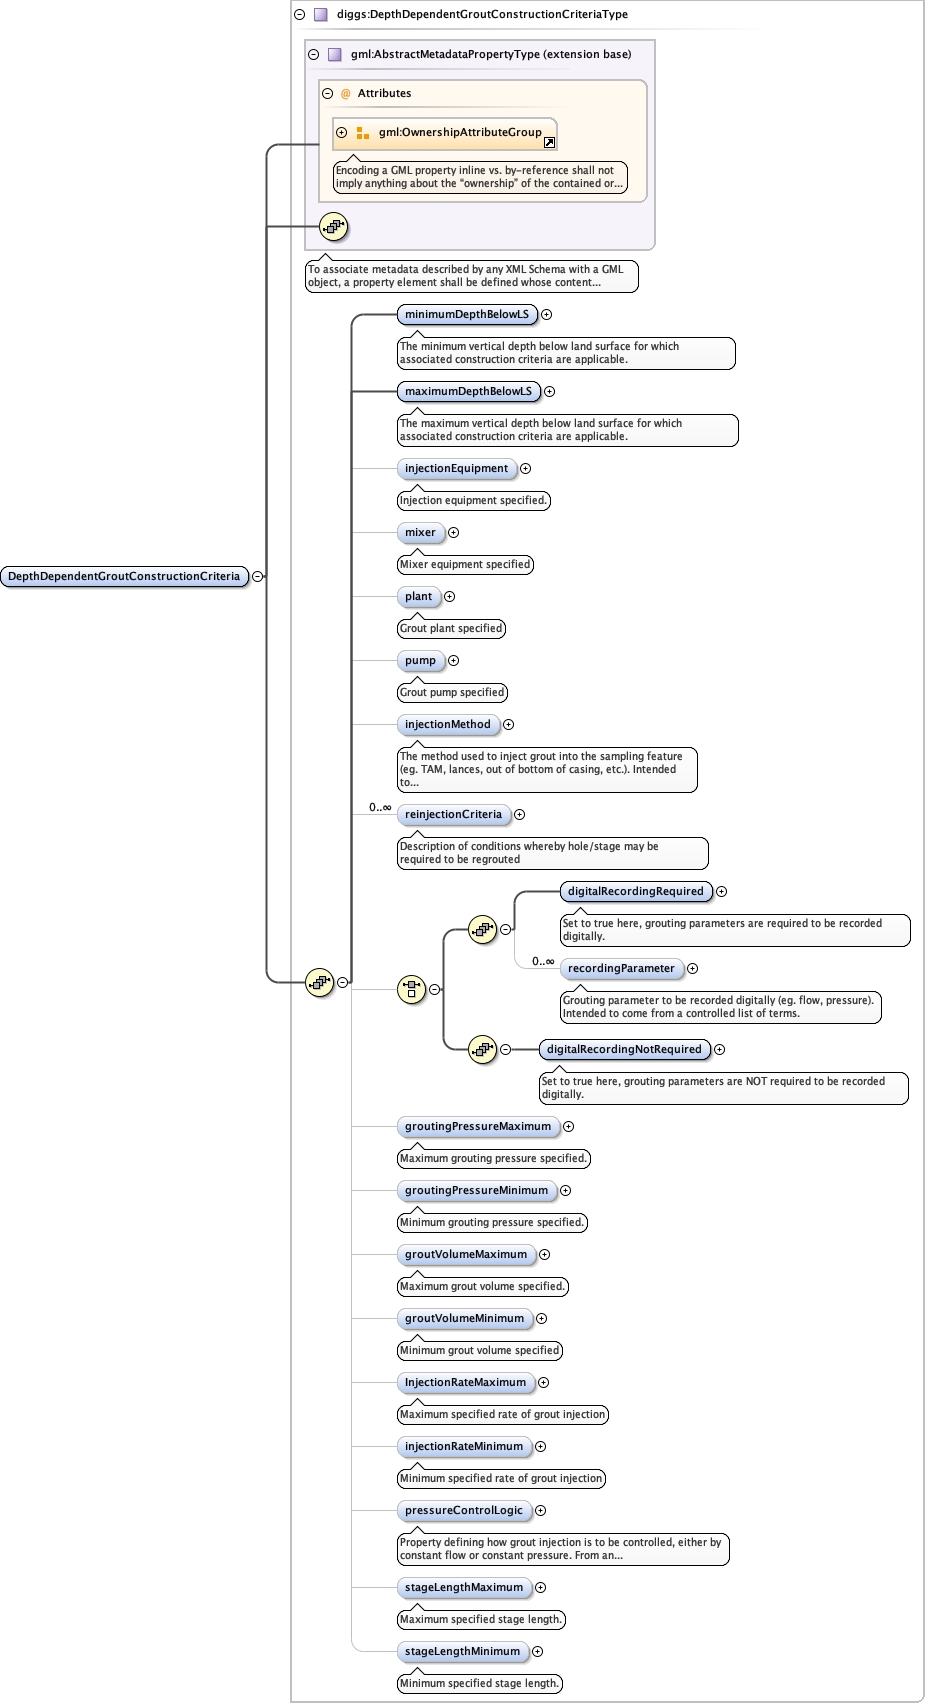 diggs:DepthDependentGroutConstructionCriteriaType
gml:AbstractMetadataPropertyType (extension base)
@ Attributes
gml:OwnershipAttributeGroup
Encoding a GML property inline vs. by-reference shall not
imply anything about the “ownership” of the contained or...
To associate metadata described by any XML Schema with a GML
object, a property element shall be defined whose content...
minimumDepthBelowLS
The minimum vertical depth below land surface for which
associated construction criteria are applicable.
maximumDepthBelowLS
The maximum vertical depth below land surface for which
associated construction criteria are applicable.
injectionEquipment
Injection equipment specified.
mixer
Mixer equipment specified
DepthDependentGroutConstructionCriteria
plant
Grout plant specified
pump
Grout pump specified
injectionMethod
The method used to inject grout into the sampling feature
(eg. TAM, lances, out of bottom of casing, etc.). Intended
to...
0..∞
reinjectionCriteria
Description of conditions whereby hole/stage may be
required to be regrouted
digitalRecordingRequired
Set to true here, grouting parameters are required to be recorded
digitally.
0..∞
recordingParameter
Grouting parameter to be recorded digitally (eg. flow, pressure).
Intended to come from a controlled list of terms.
digitalRecordingNotRequired
Set to true here, grouting parameters are NOT required to be recorded
digitally.
groutingPressureMaximum
Maximum grouting pressure specified.
groutingPressureMinimum
Minimum grouting pressure specified.
groutVolumeMaximum
Maximum grout volume specified.
groutVolumeMinimum
Minimum grout volume specified
InjectionRateMaximum
Maximum specified rate of grout injection
injectionRateMinimum
Minimum specified rate of grout injection
pressureControlLogic
Property defining how grout injection is to be controlled, either by
constant flow or constant pressure. From an...
stageLengthMaximum
Maximum specified stage length.
stageLengthMinimum
Minimum specified stage length.